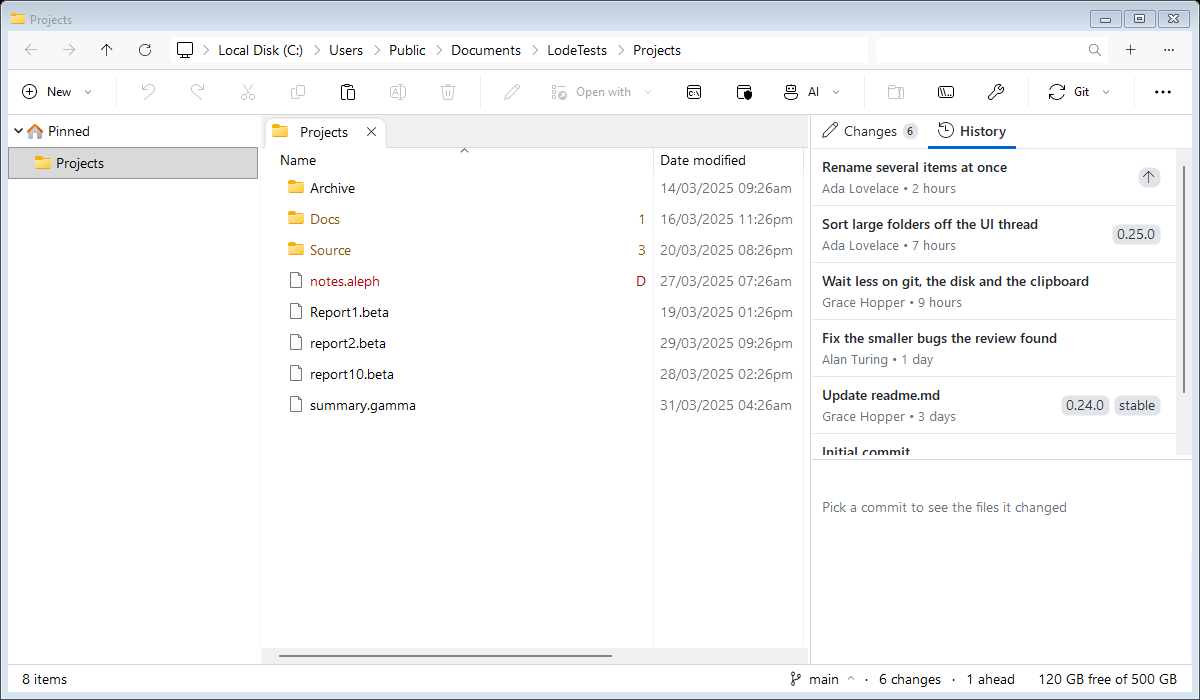 Projects
Local Disk (C:) Users Public Documents LodeTests Projects
New Open with AI Git
Pinned
Projects
Projects
Name Date modified
Archive 14/03/2025 09:26am
Docs 1 16/03/2025 11:26pm
Source 3 20/03/2025 08:26pm
notes.aleph D 27/03/2025 07:26am
Report1.beta 19/03/2025 01:26pm
report2.beta 29/03/2025 09:26pm
report10.beta 28/03/2025 02:26pm
summary.gamma 31/03/2025 04:26am
Changes 6 History
Rename several items at once
Ada Lovelace • 2 hours
Sort large folders off the UI thread
Ada Lovelace • 7 hours
0.25.0
Wait less on git, the disk and the clipboard
Grace Hopper • 9 hours
Fix the smaller bugs the review found
Alan Turing • 1 day
Update readme.md
Grace Hopper • 3 days
0.24.0 stable
Initial commit
Pick a commit to see the files it changed
8 items
main · 6 changes · 1 ahead 120 GB free of 500 GB